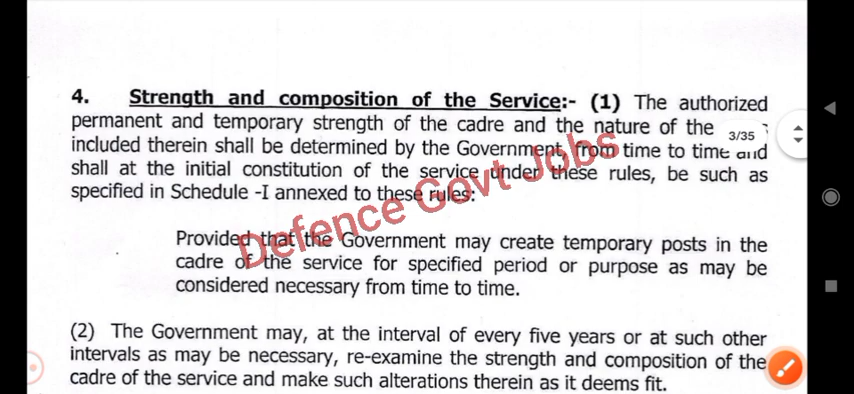 4. Strength and composition of the Service:- (1) The authorized
permanent and temporary strength of the cadre and the nature of the
3/35
included therein shall be determined by the Government, from time to time and
shall at the initial constitution of the service under these rules, be such as
specified in Schedule -I annexed to these rules:
Defence Govt Jobs
Provided that the Government may create temporary posts in the
cadre of the service for specified period or purpose as may be
considered necessary from time to time.
(2) The Government may, at the interval of every five years or at such other
intervals as may be necessary, re-examine the strength and composition of the
cadre of the service and make such alterations therein as it deems fit.